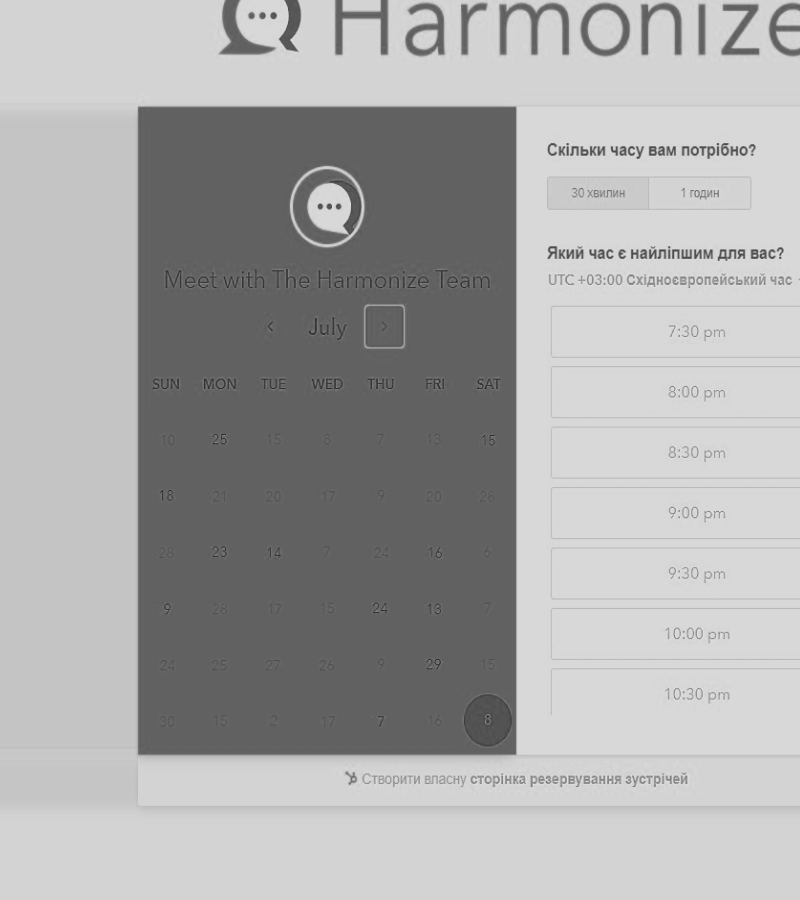 Harmonize
Meet with The Harmonize Team
July
SUN MON TUE WED THU FRI SAT
10 25 15 8 7 13 15
18 21 20 17 9 20 26
28 23 14 7 24 16 6
9 28 17 15 24 13 7
24 25 27 26 9 29 15
30 15 2 17 7 16 8
Скільки часу вам потрібно?
30 хвилин 1 годин
Який час є найліпшим для вас?
UTC +03:00 Східноєвропейський час
7:30 pm
8:00 pm
8:30 pm
9:00 pm
9:30 pm
10:00 pm
10:30 pm
Створити власну сторінка резервування зустрічей